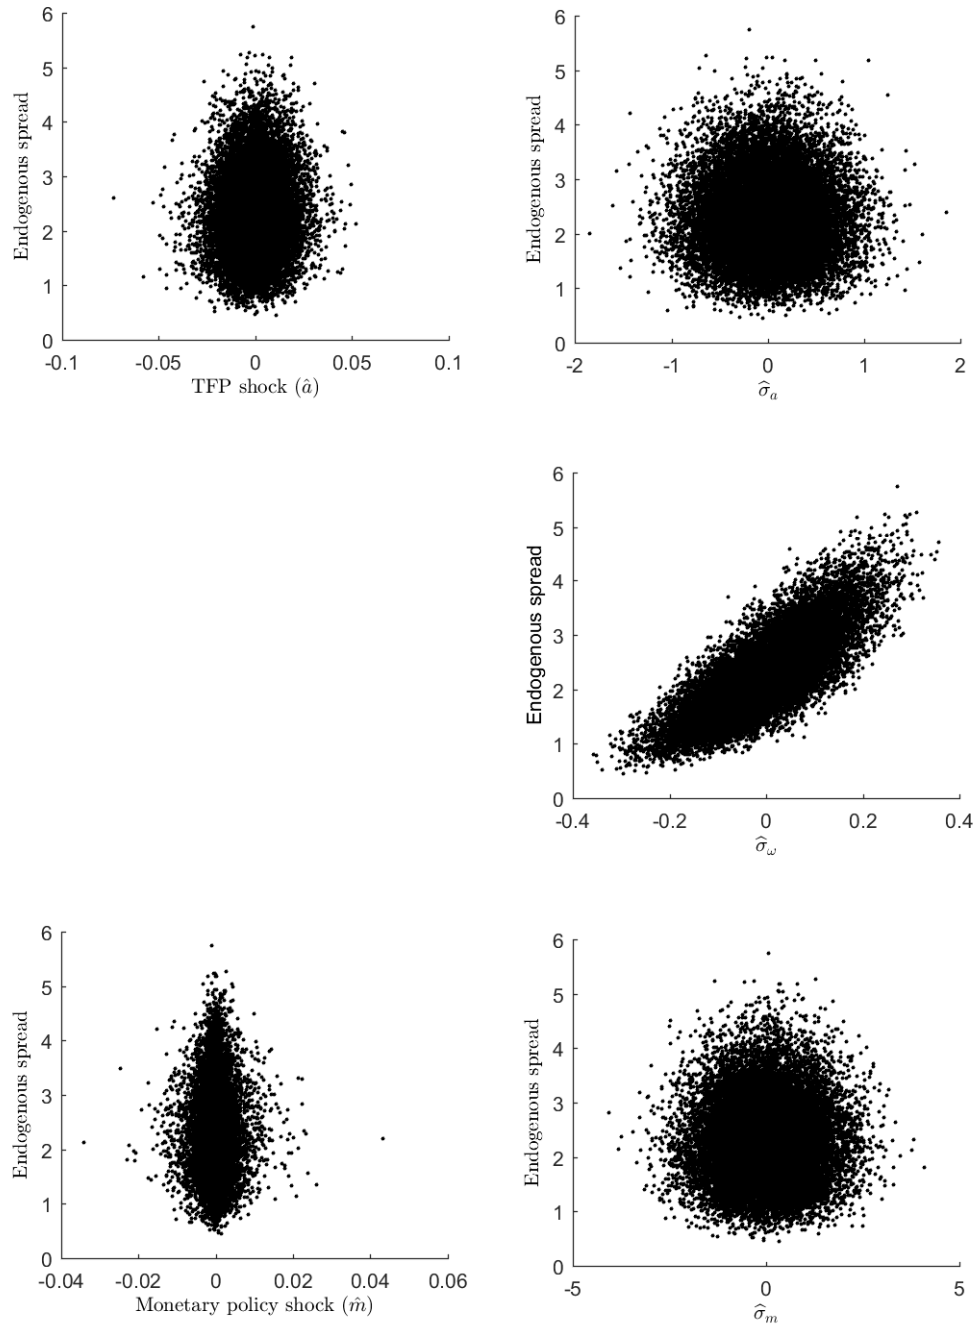 6
5
4
3
2
1
0
Endogenous spread
-0.1 -0.05 0 0.05 0.1
TFP shock (â)
6
5
4
3
2
1
0
Endogenous spread
-2 -1 0 1 2
σ̂ₐ
6
5
4
3
2
1
0
Endogenous spread
-0.4 -0.2 0 0.2 0.4
σ̂_ω
6
5
4
3
2
1
0
Endogenous spread
-0.04 -0.02 0 0.02 0.04 0.06
Monetary policy shock (m̂)
6
5
4
3
2
1
0
Endogenous spread
-5 0 5
σ̂ₘ